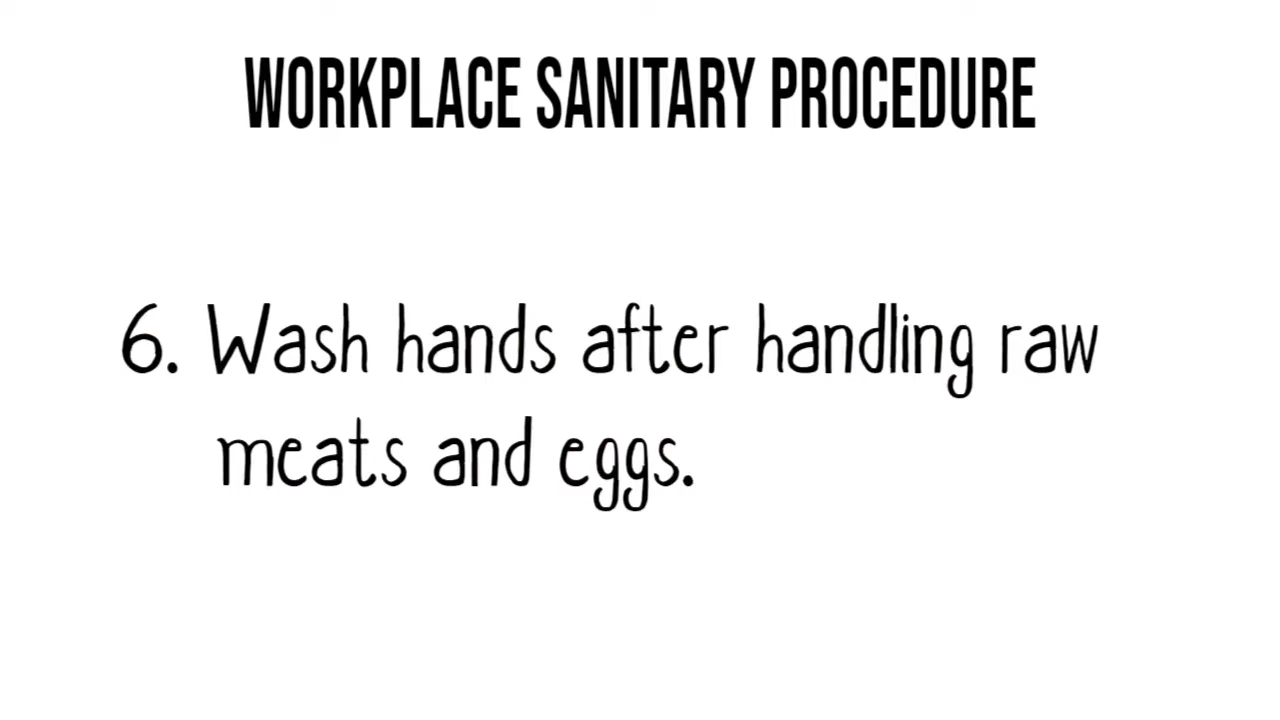 WORKPLACE SANITARY PROCEDURE
6. Wash hands after handling raw
meats and eggs.